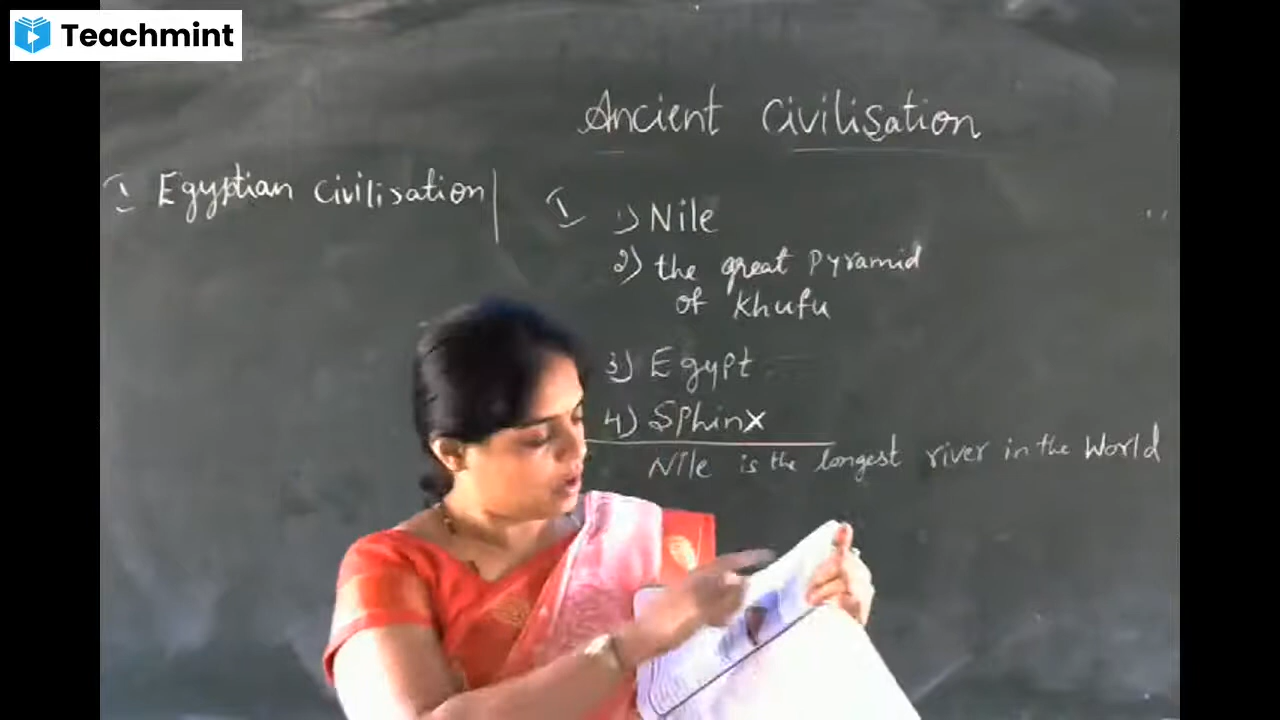 Teachmint
Ancient Civilisation
I Egyptian Civilisation
I 1) Nile
2) the great Pyramid
of Khufu
3) Egypt
4) Sphinx
Nile is the longest river in the World